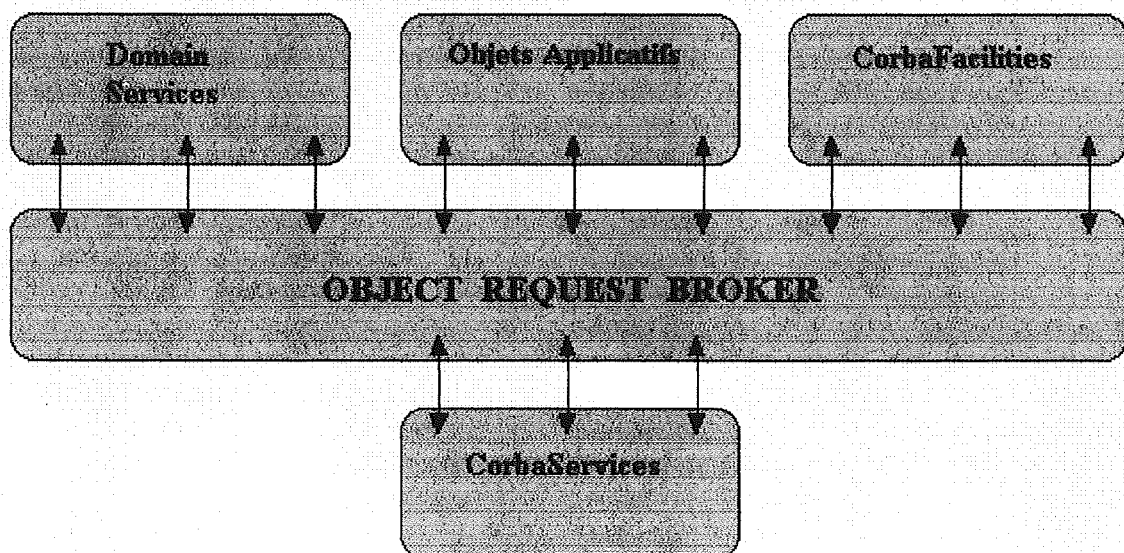 Domain
Services
Objets Applicatifs
CorbaFacilities
OBJECT REQUEST BROKER
CorbaServices